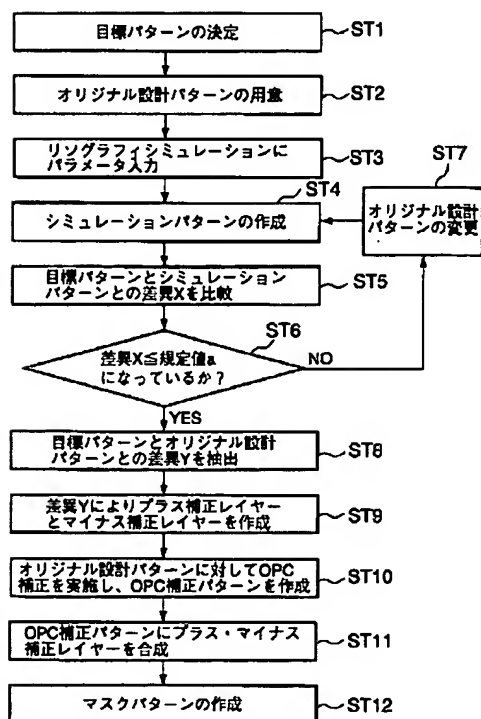 目標パターンの決定
ST1
オリジナル設計パターンの用意
ST2
リソグラフィシミュレーションに
パラメータ入力
ST3
ST7
ST4
シミュレーションパターンの作成
オリジナル設計
パターンの変更
目標パターンとシミュレーション
パターンとの差異Xを比較
ST5
ST6
差異X≦規定値a
になっているか?
NO
YES
目標パターンとオリジナル設計
パターンとの差異Yを抽出
ST8
差異Yによりプラス補正レイヤー
とマイナス補正レイヤーを作成
ST9
オリジナル設計パターンに対してOPC
補正を実施し、OPC補正パターンを作成
ST10
OPC補正パターンにプラス・マイナス
補正レイヤーを合成
ST11
マスクパターンの作成
ST12